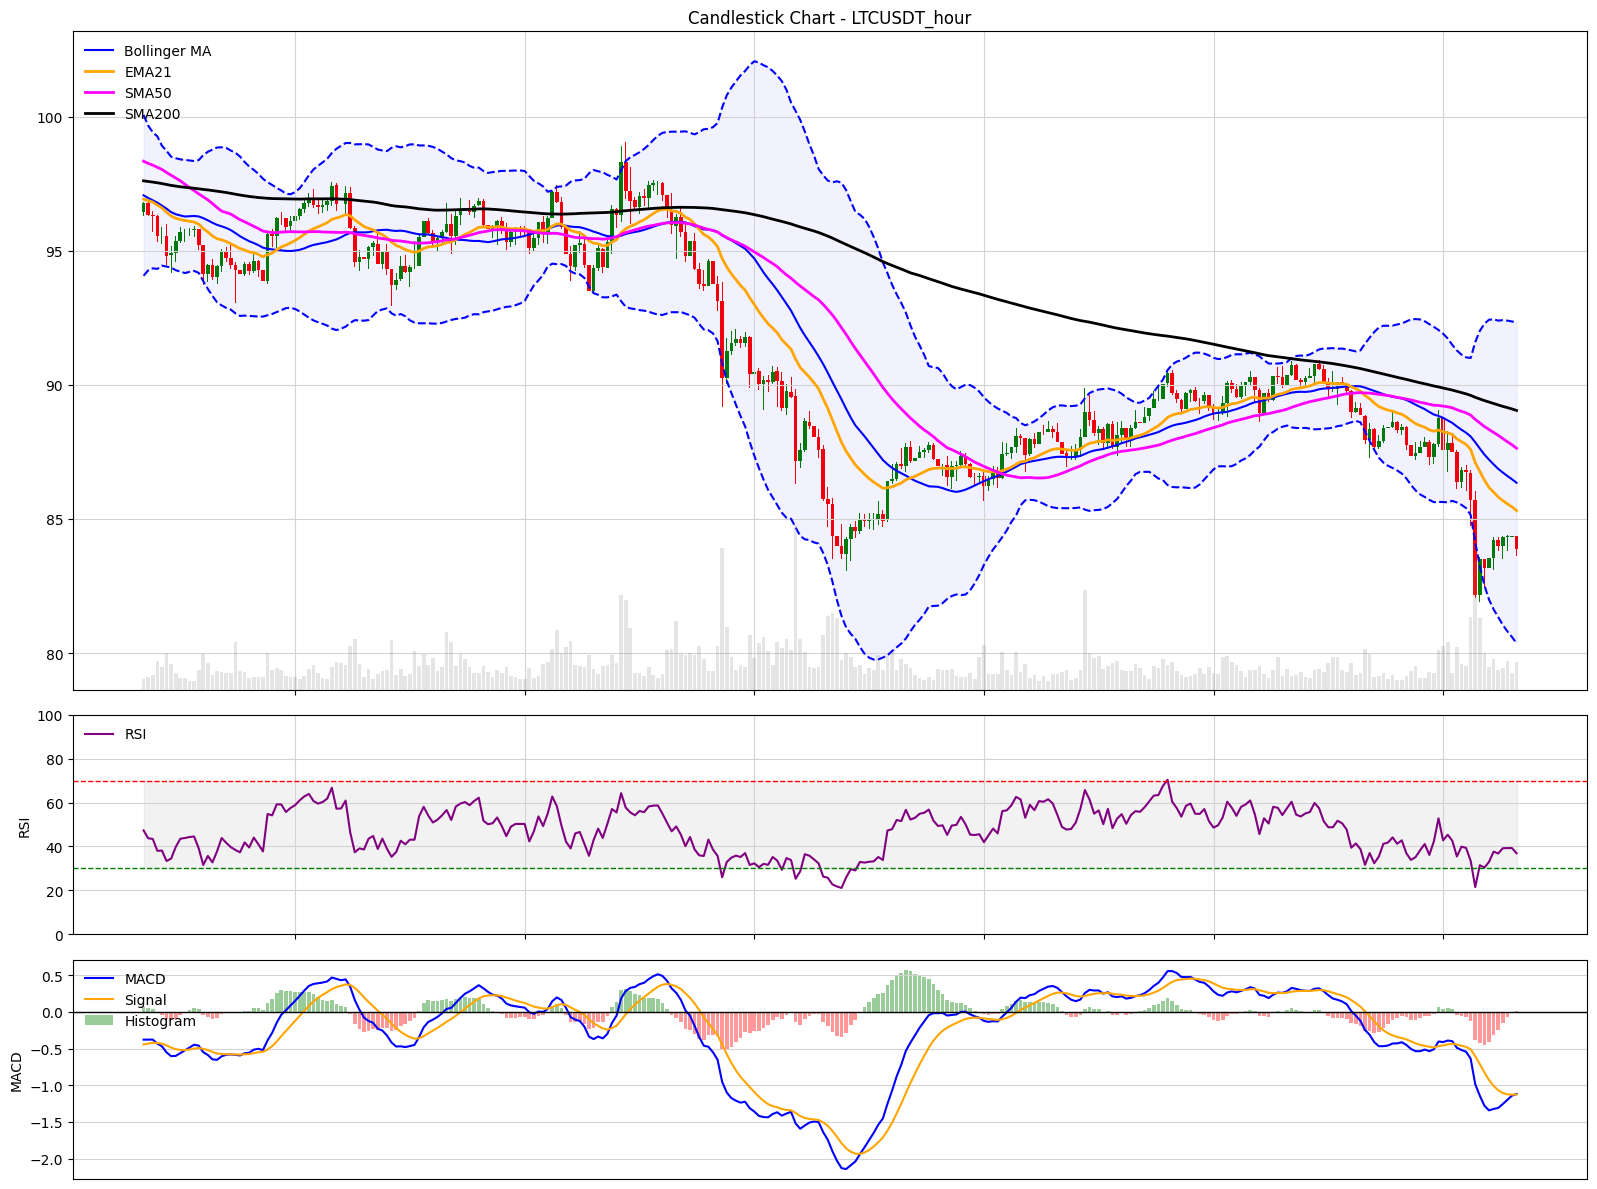 Candlestick Chart - LTCUSDT_hour
Bollinger MA
EMA21
SMA50
SMA200
100
95
90
85
80
RSI
100
80
60
40
20
0
RSI
MACD
Signal
Histogram
0.5
0.0
−0.5
−1.0
−1.5
−2.0
MACD